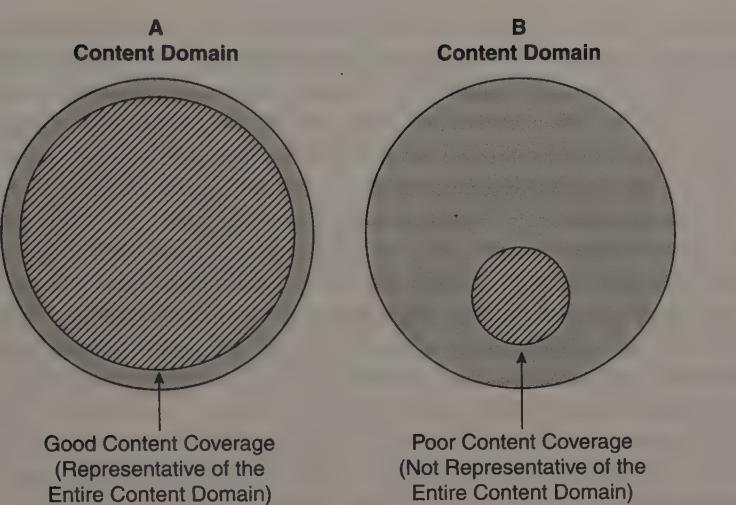 A
Content Domain
Good Content Coverage
(Representative of the
Entire Content Domain)
B
Content Domain
Poor Content Coverage
(Not Representative of the
Entire Content Domain)